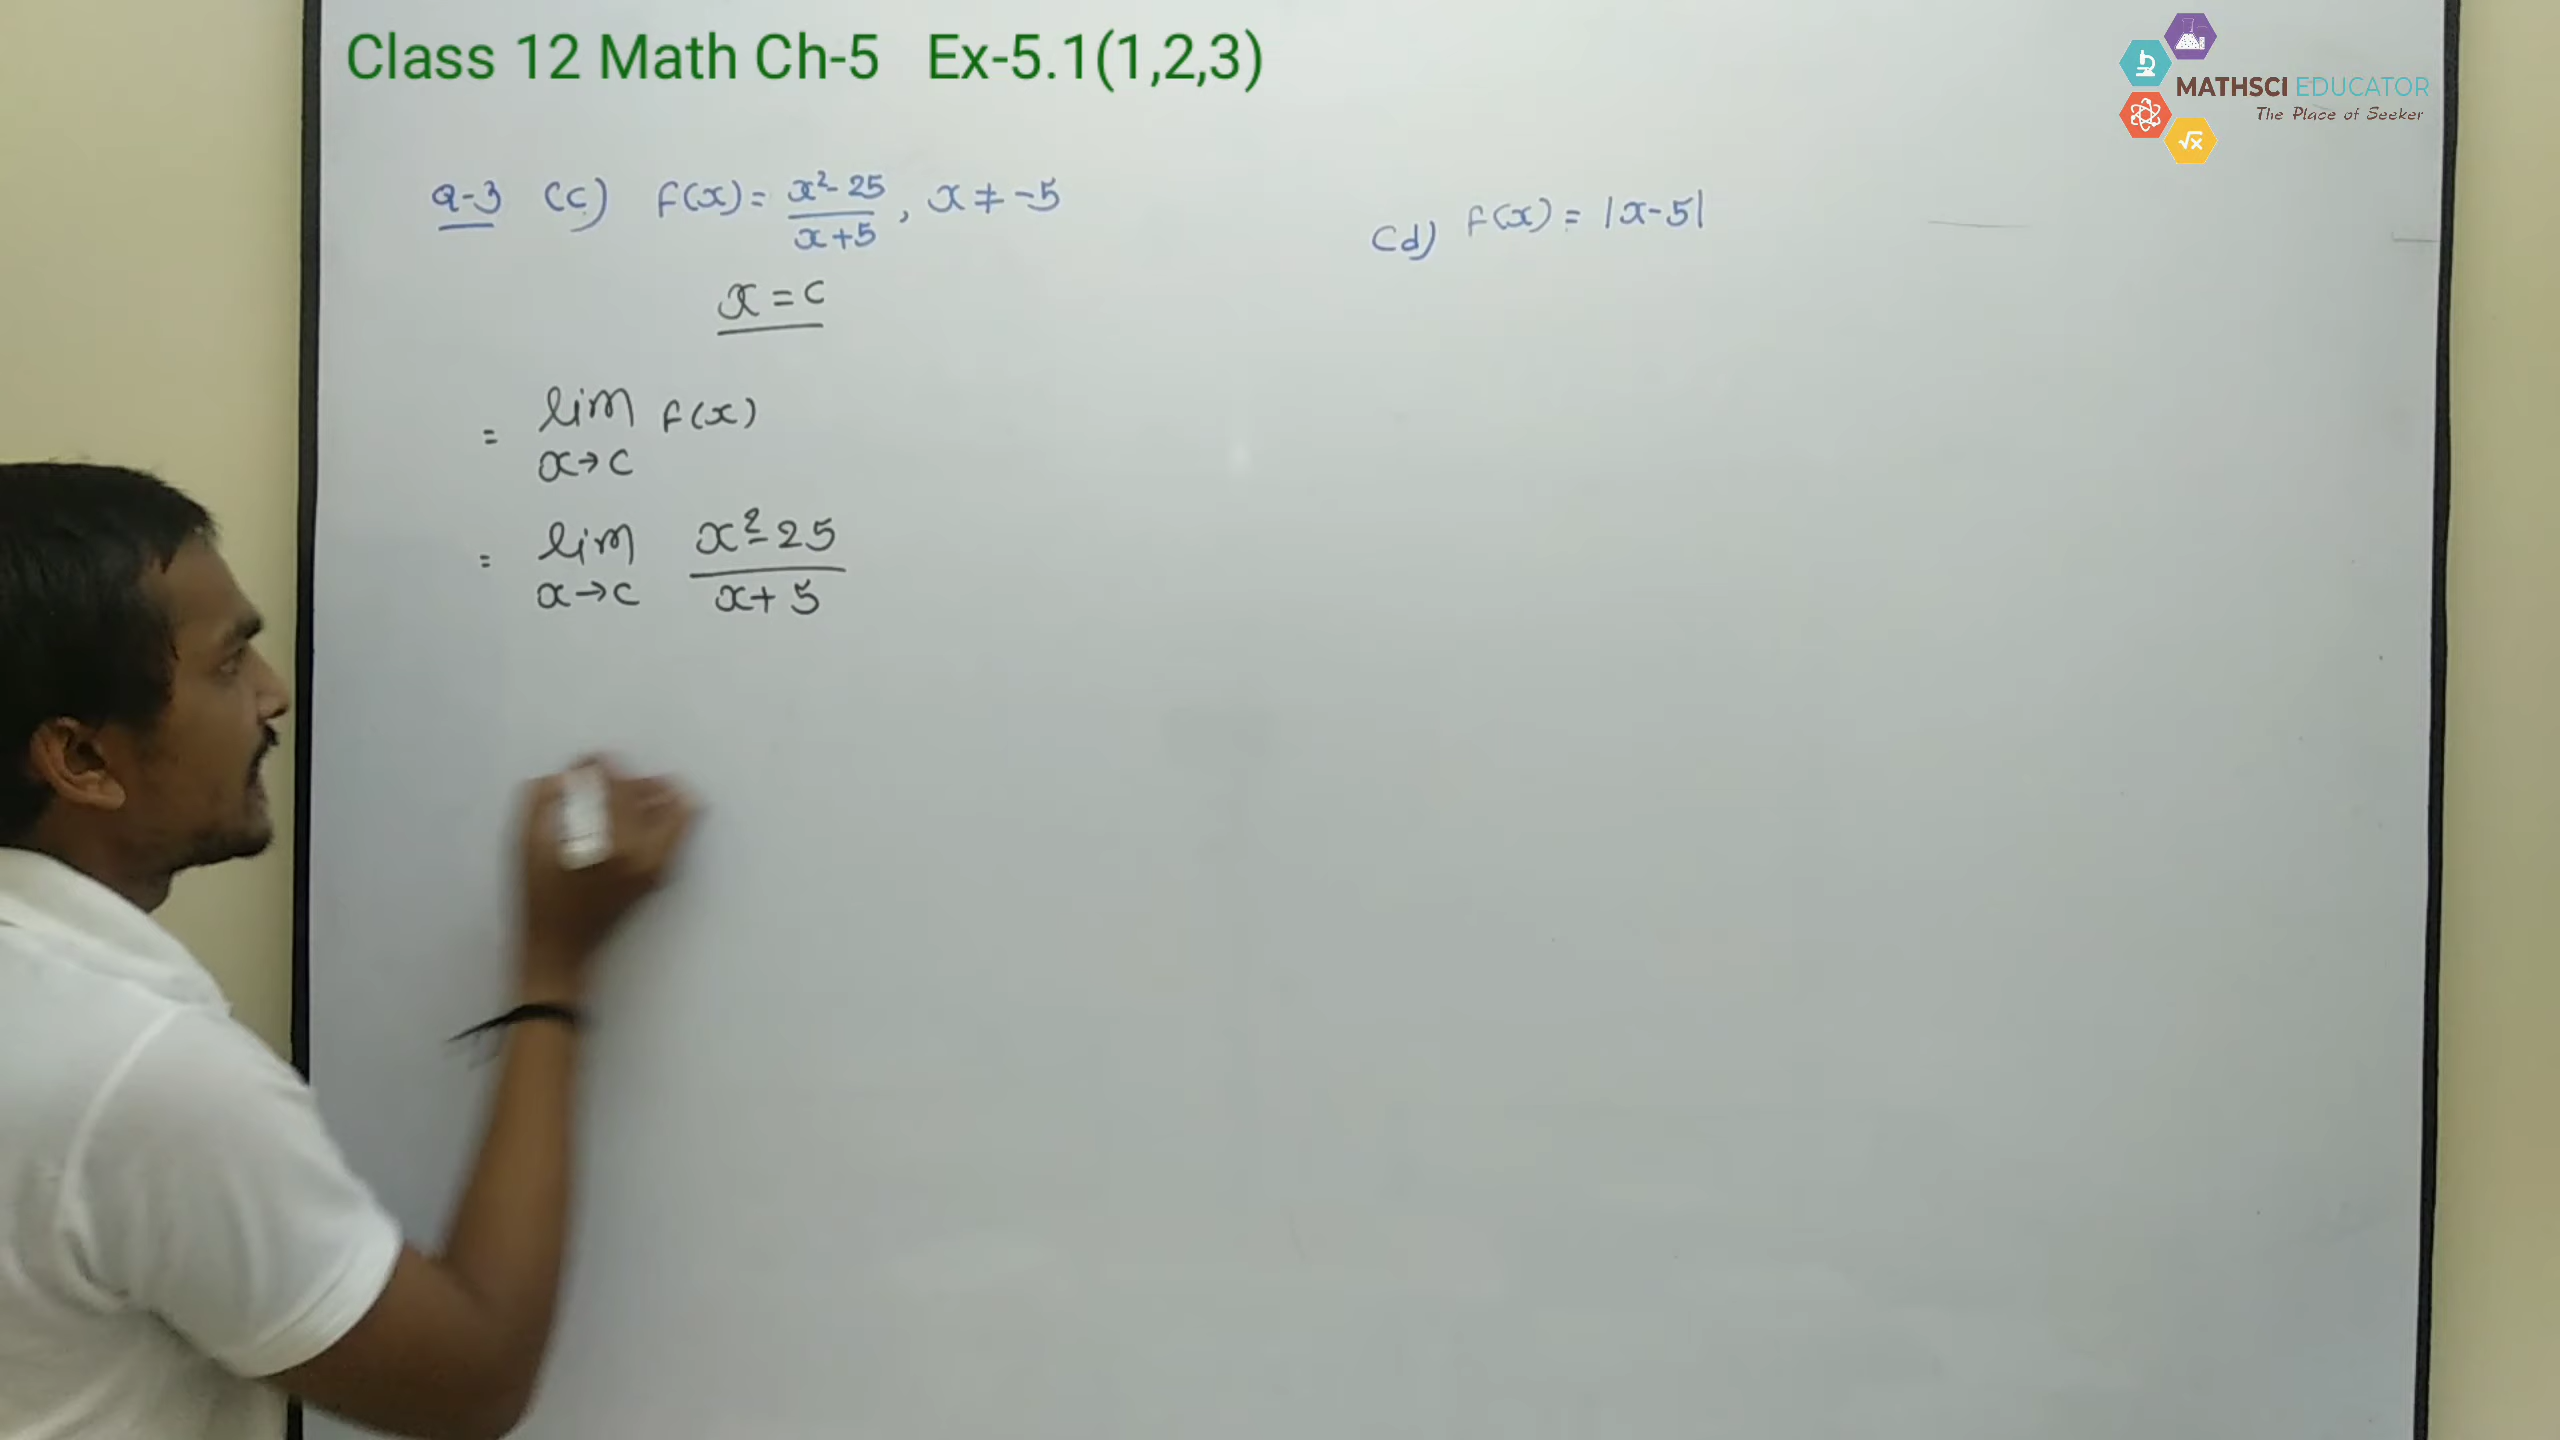 Class 12 Math Ch-5 Ex-5.1(1,2,3)
MATHSCI EDUCATOR
The Place of Seeker
√x
Q-3 (c) f(x) = x²-25 / x+5 , x ≠ -5
x = c
= lim x→c f(x)
= lim x→c x²-25 / x+5
(d) f(x) = |x-5|